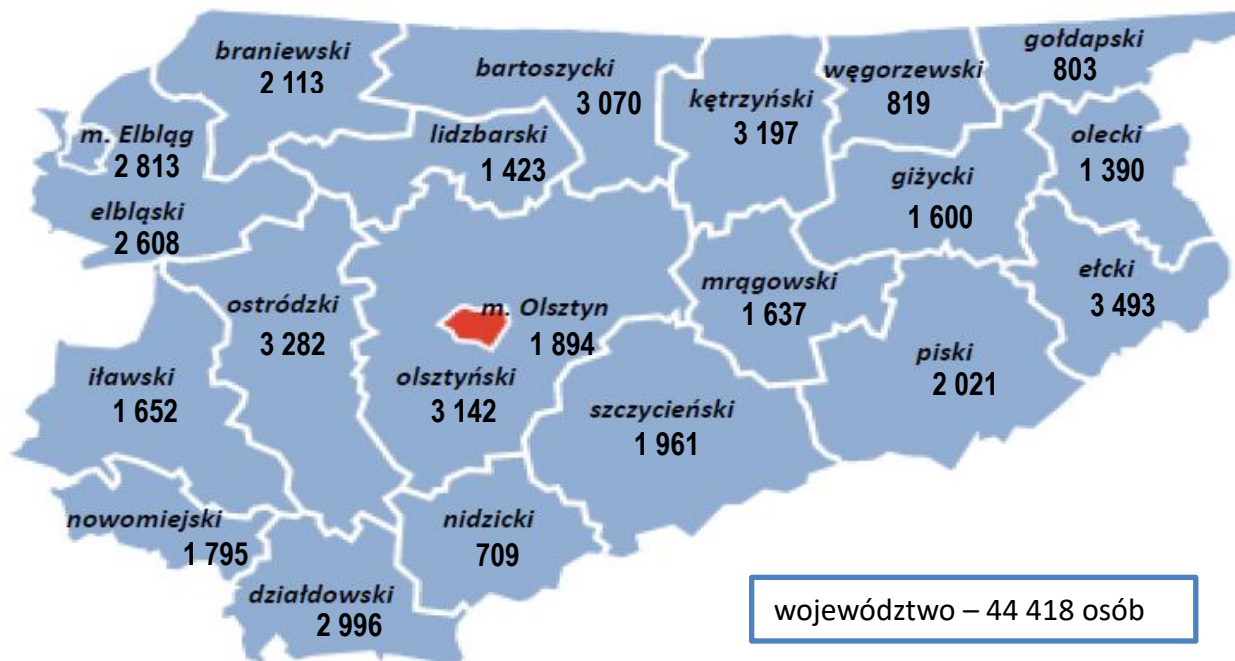 braniewski
2 113
bartoszycki
3 070
kętrzyński
3 197
węgorzewski
819
gołdapski
803
m. Elbląg
2 813
lidzbarski
1 423
olecki
1 390
giżycki
1 600
elbląski
2 608
ełcki
3 493
mrągowski
1 637
ostródzki
3 282
m. Olsztyn
1 894
piski
2 021
iławski
1 652
olsztyński
3 142
szczycieński
1 961
nowomiejski
1 795
nidzicki
709
działdowski
2 996
województwo – 44 418 osób